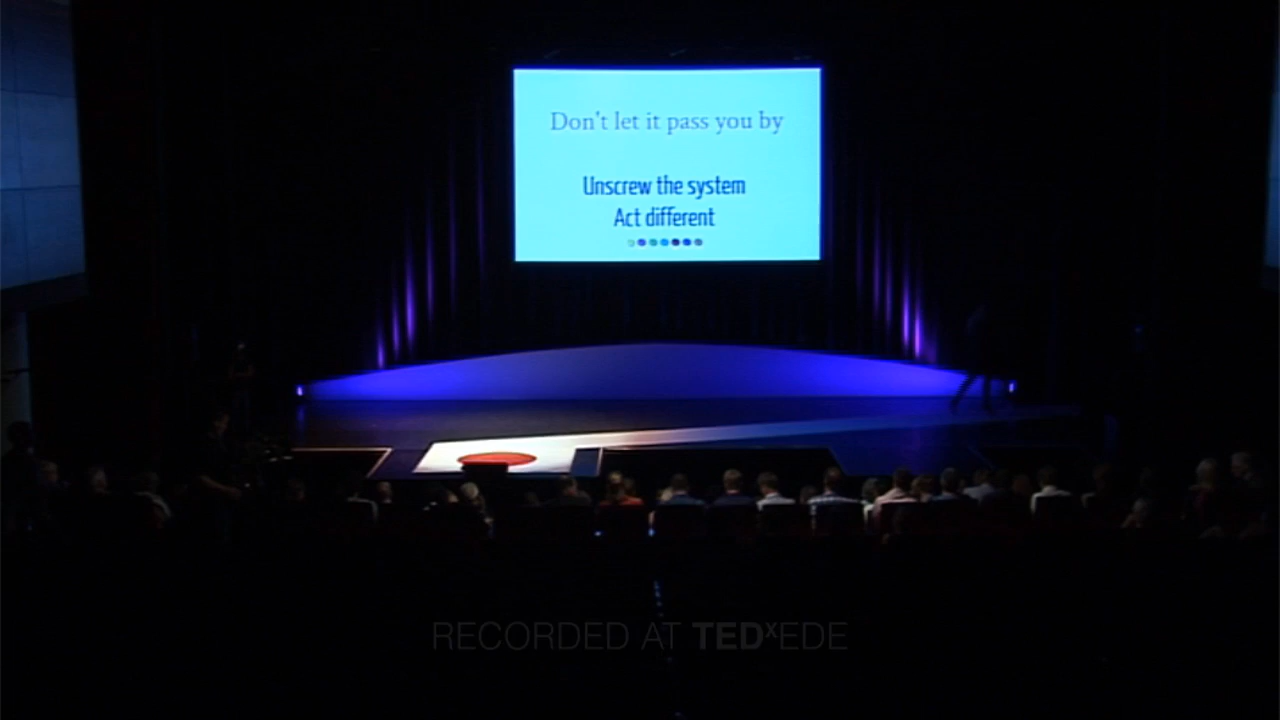 Don't let it pass you by
Unscrew the system
Act different
RECORDED AT TEDxEDE